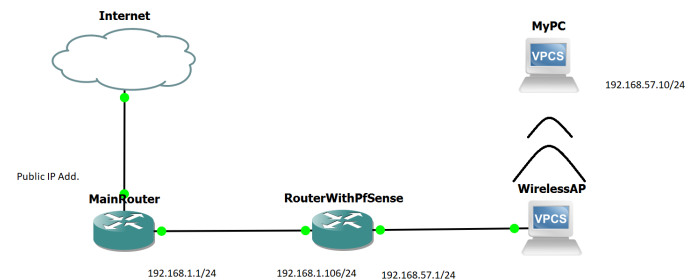 Internet
MyPC
VPCS
192.168.57.10/24
Public IP Add.
MainRouter
RouterWithPfSense
WirelessAP
VPCS
192.168.1.1/24
192.168.1.106/24
192.168.57.1/24